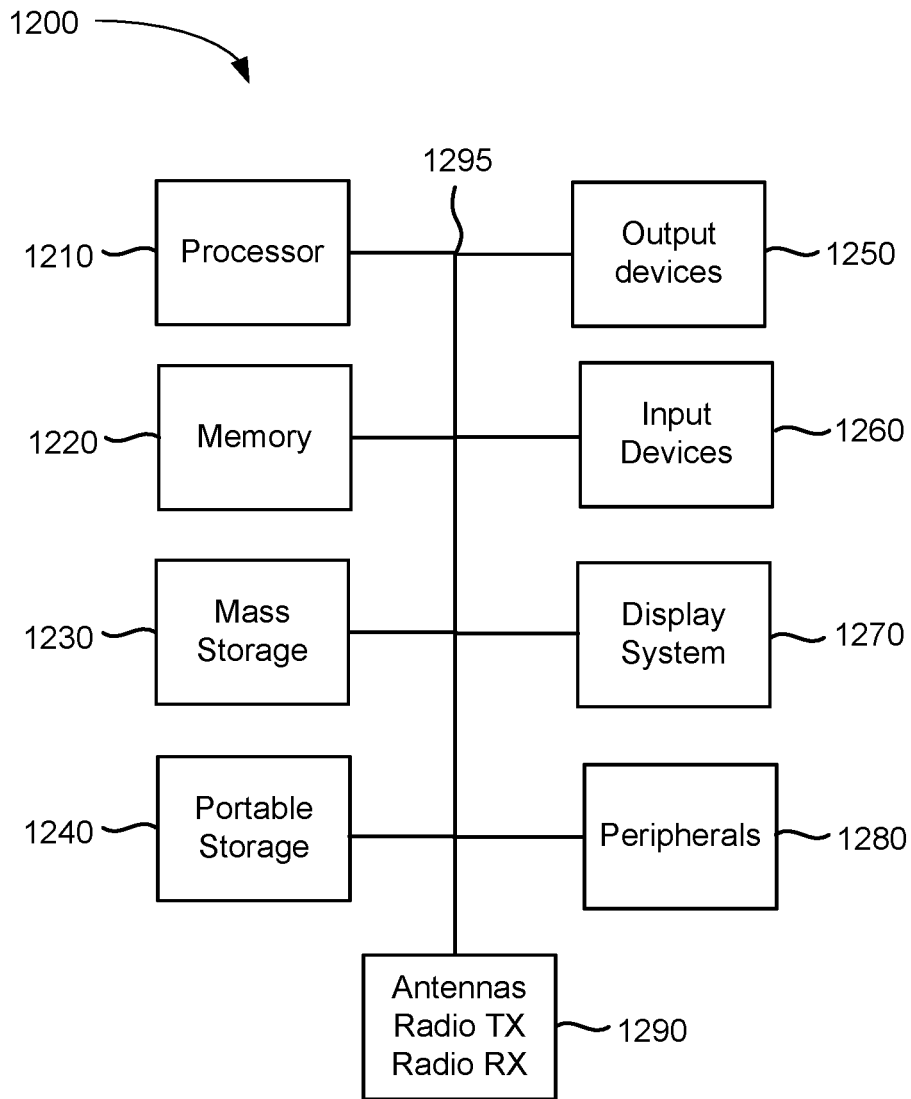 1200
1295
Processor
1210
Output
devices
1250
Memory
1220
Input
Devices
1260
Mass
Storage
1230
Display
System
1270
Portable
Storage
1240
Peripherals
1280
Antennas
Radio TX
Radio RX
1290